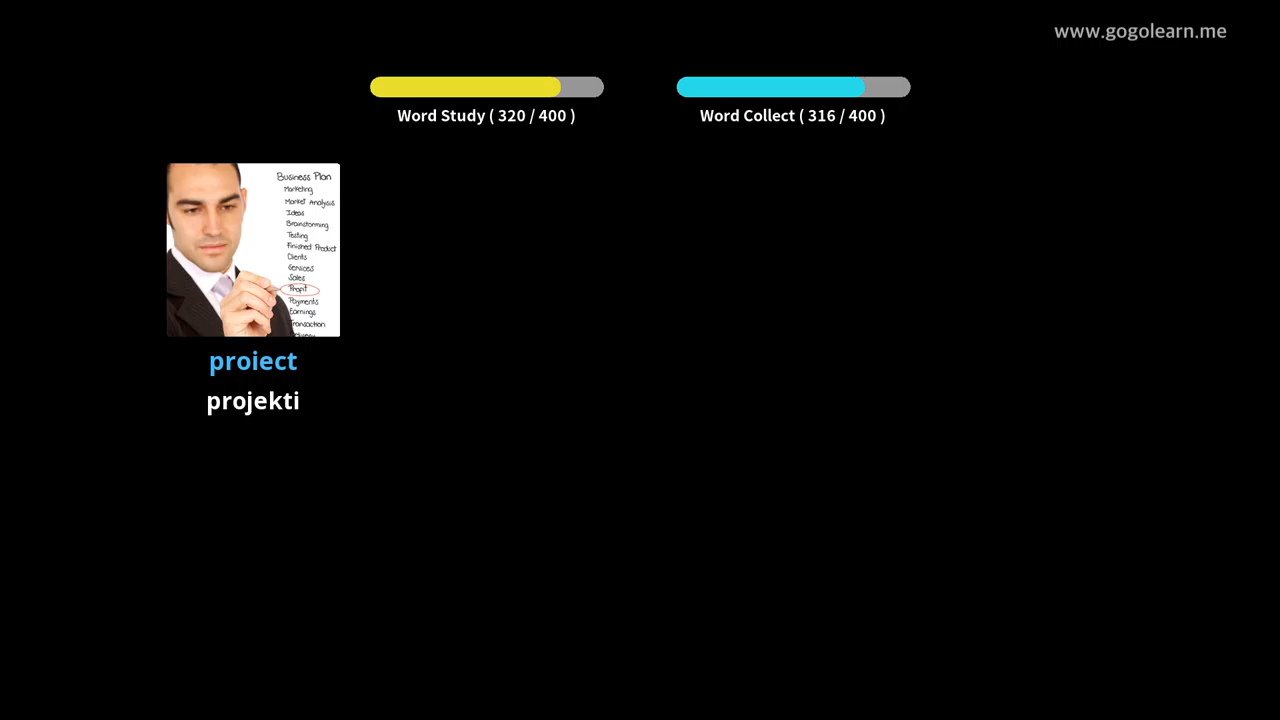 www.gogolearn.me
Word Study ( 320 / 400 )
Word Collect ( 316 / 400 )
Business Plan
Marketing
Market Analysis
Ideas
Brainstorming
Testing
Finished Product
Clients
Services
Sales
Profit
Payments
Earnings
Transaction
proiect
projekti